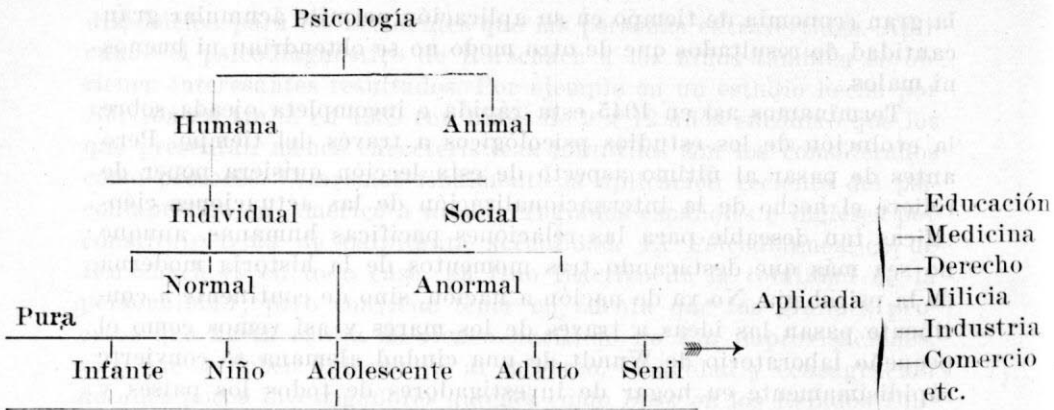 Psicología
Humana Animal
Individual Social
Normal Anormal
Pura
Infante Niño Adolescente Adulto Senil
Aplicada
Educación
Medicina
Derecho
Milicia
Industria
Comercio
etc.